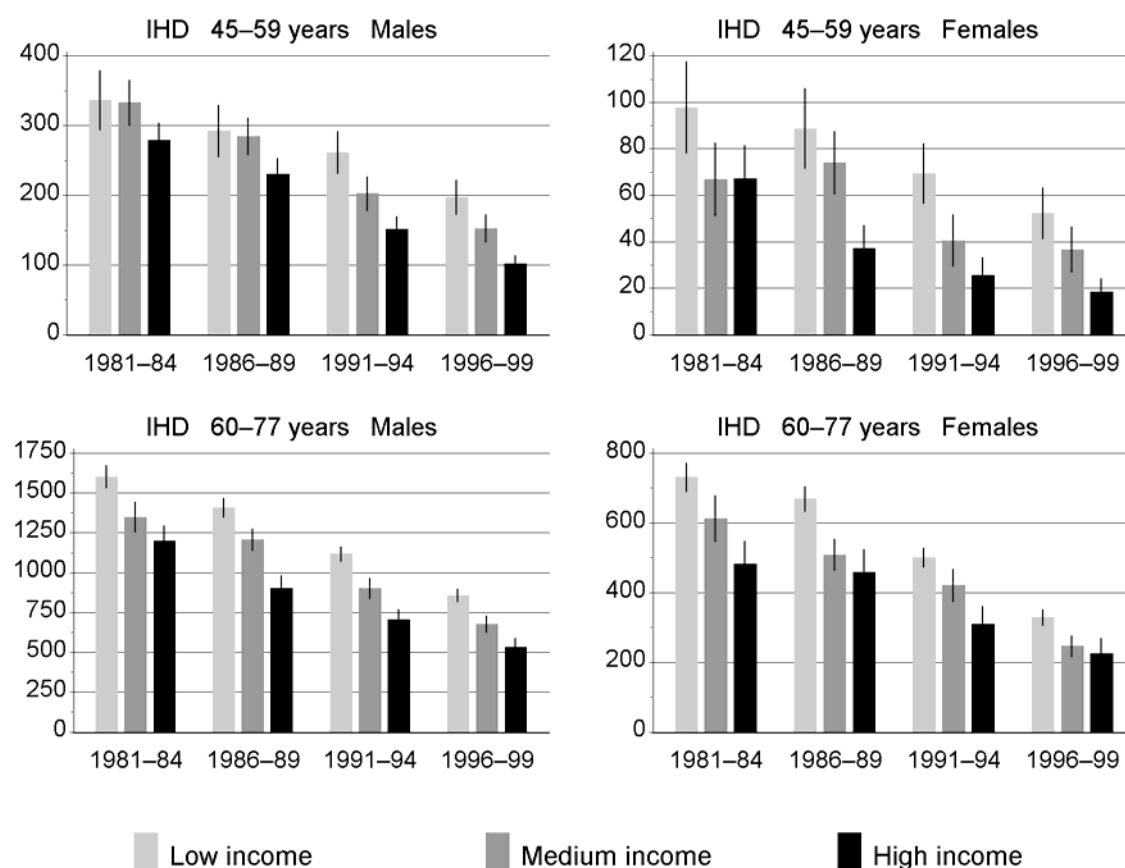 IHD 45–59 years Males
400
300
200
100
0
1981–84 1986–89 1991–94 1996–99
IHD 45–59 years Females
120
100
80
60
40
20
0
1981–84 1986–89 1991–94 1996–99
IHD 60–77 years Males
1750
1500
1250
1000
750
500
250
0
1981–84 1986–89 1991–94 1996–99
IHD 60–77 years Females
800
600
400
200
0
1981–84 1986–89 1991–94 1996–99
Low income Medium income High income